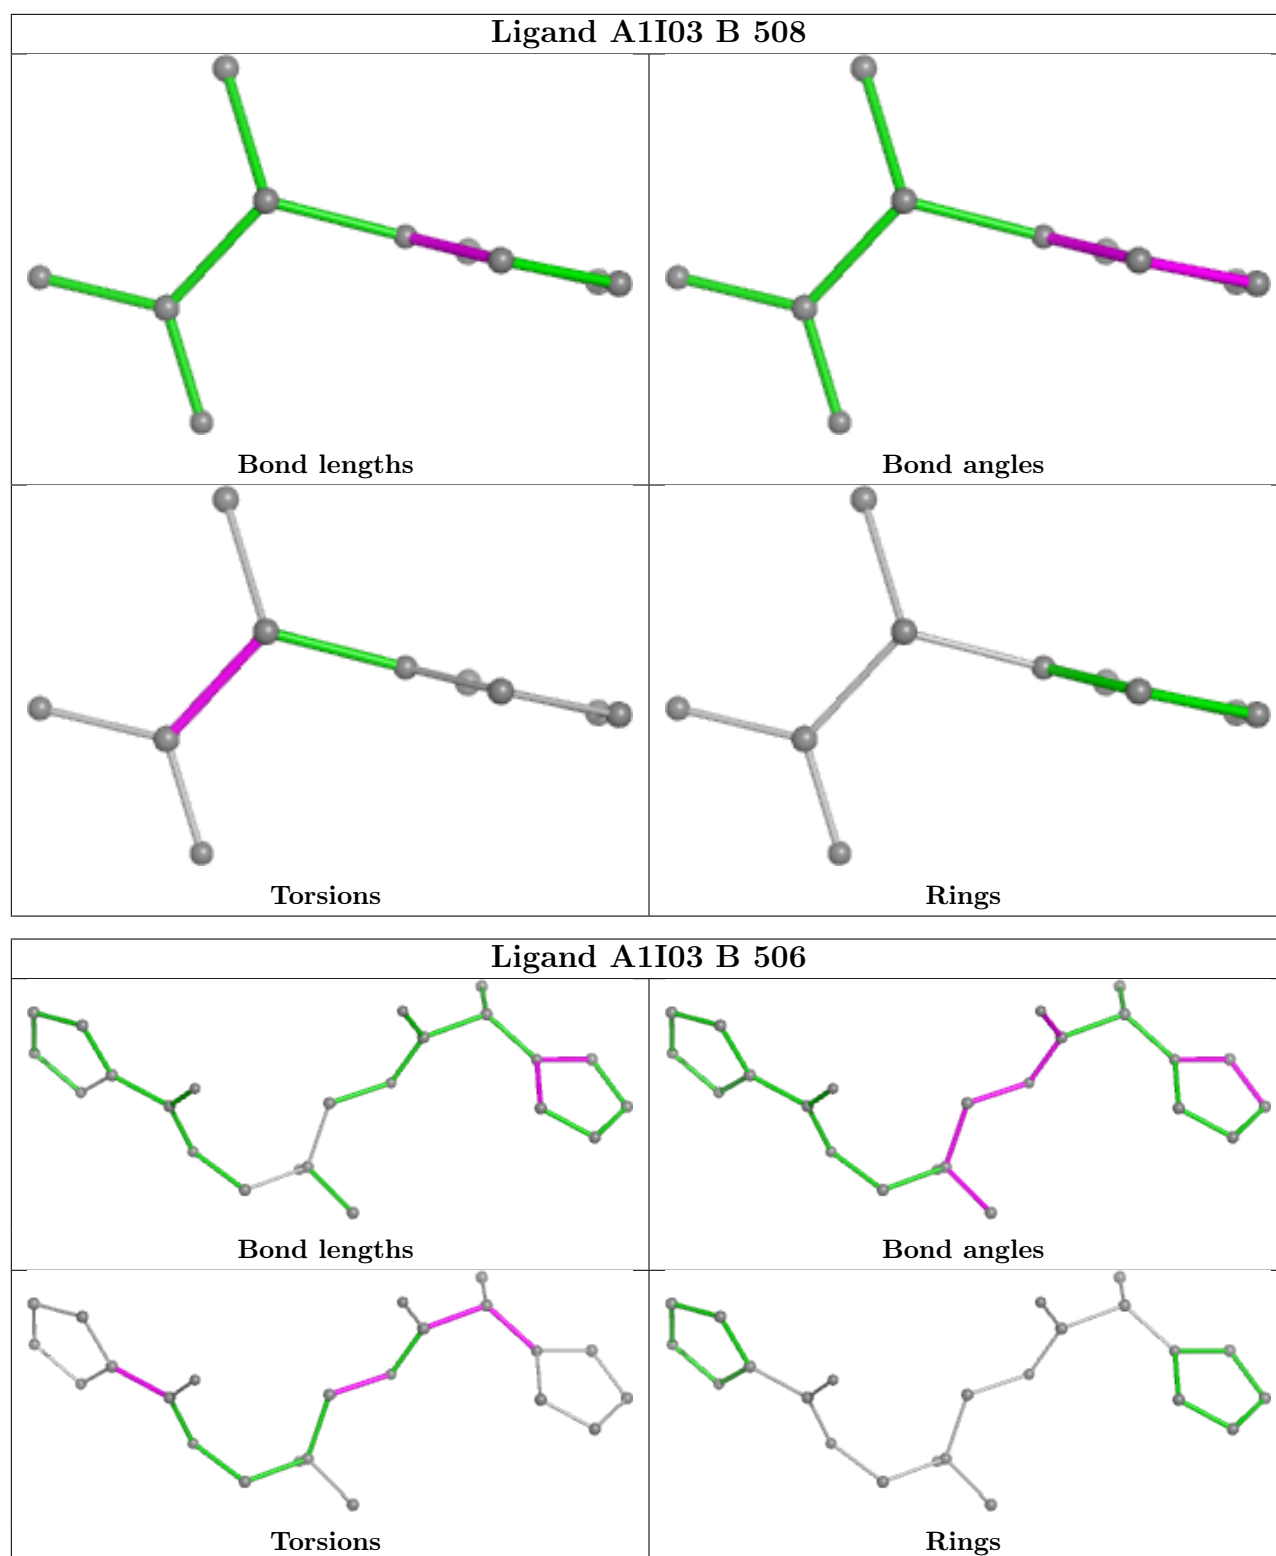 Ligand A1I03 B 508
Bond lengths
Bond angles
Torsions
Rings
Ligand A1I03 B 506
Bond lengths
Bond angles
Torsions
Rings